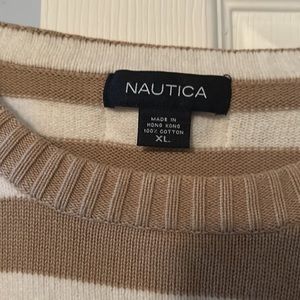 NAUTICA
MADE IN
HONG KONG
100% COTTON
XL